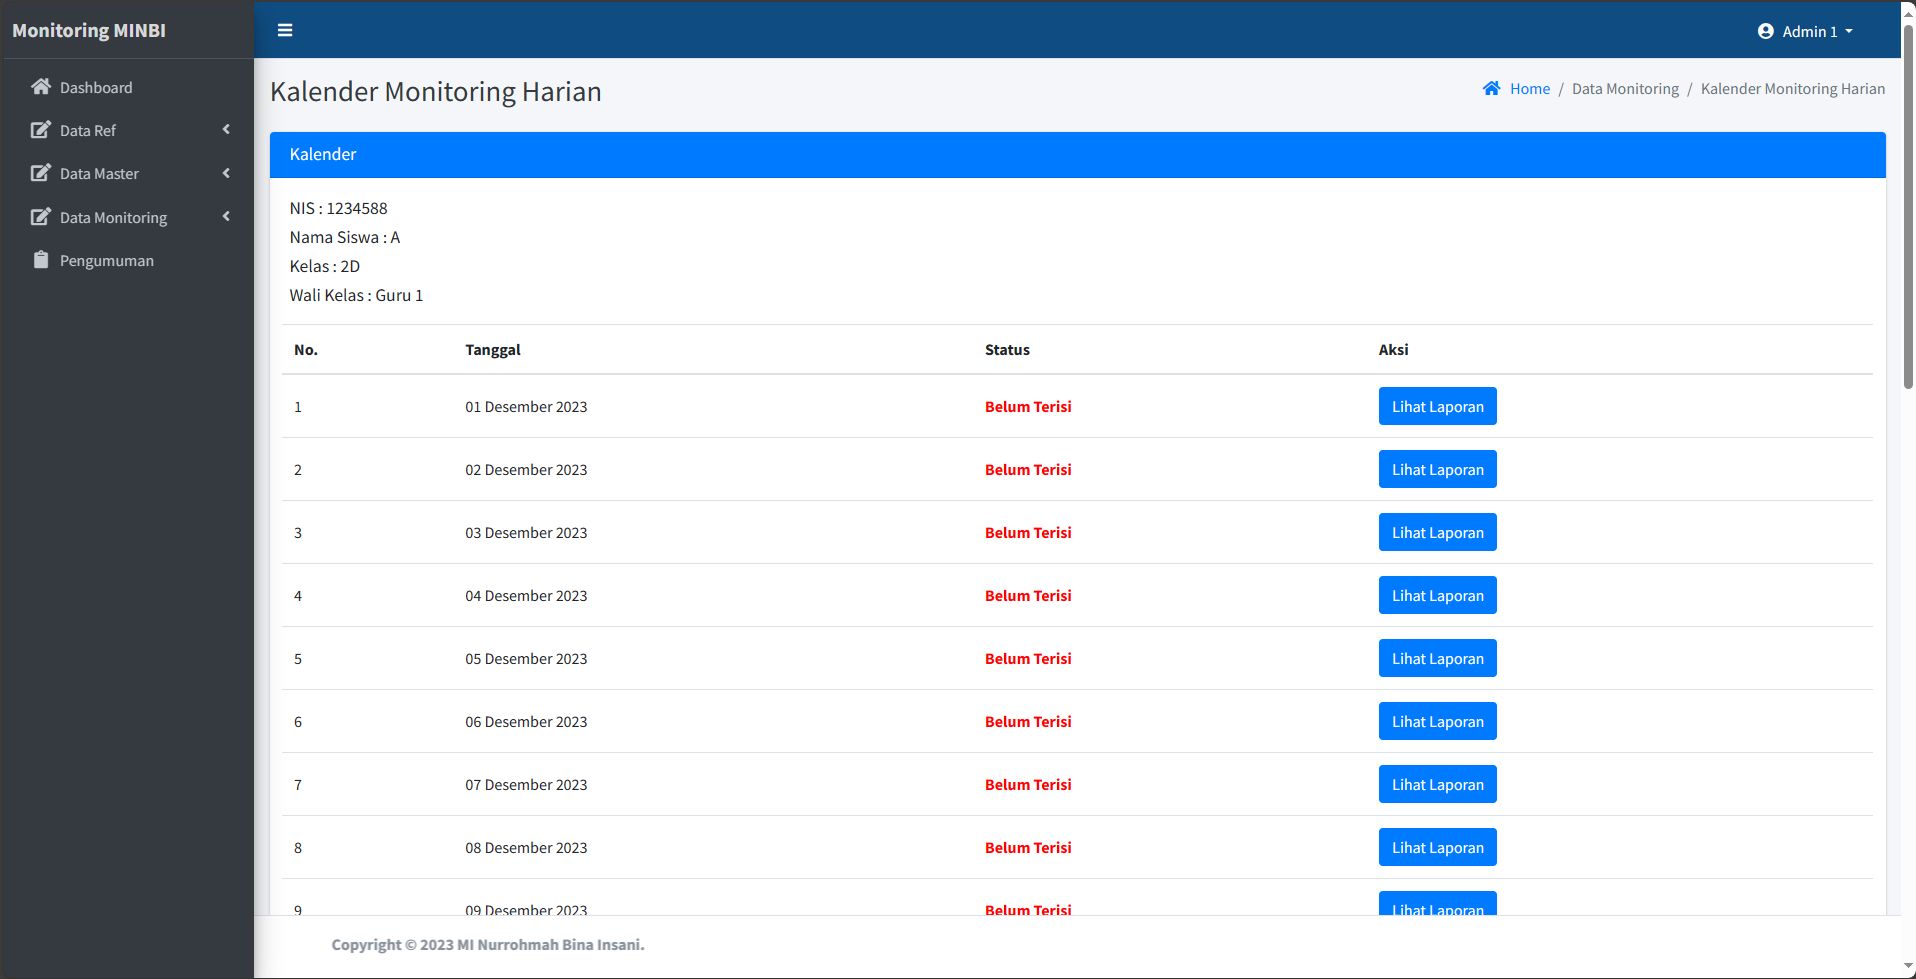 Monitoring MINBI
Admin 1
Dashboard
Data Ref
Data Master
Data Monitoring
Pengumuman
Kalender Monitoring Harian
Home / Data Monitoring / Kalender Monitoring Harian
Kalender
NIS : 1234588
Nama Siswa : A
Kelas : 2D
Wali Kelas : Guru 1
No. Tanggal Status Aksi
1 01 Desember 2023 Belum Terisi Lihat Laporan
2 02 Desember 2023 Belum Terisi Lihat Laporan
3 03 Desember 2023 Belum Terisi Lihat Laporan
4 04 Desember 2023 Belum Terisi Lihat Laporan
5 05 Desember 2023 Belum Terisi Lihat Laporan
6 06 Desember 2023 Belum Terisi Lihat Laporan
7 07 Desember 2023 Belum Terisi Lihat Laporan
8 08 Desember 2023 Belum Terisi Lihat Laporan
9 09 Desember 2023 Belum Terisi Lihat Laporan
Copyright © 2023 MI Nurrohmah Bina Insani.